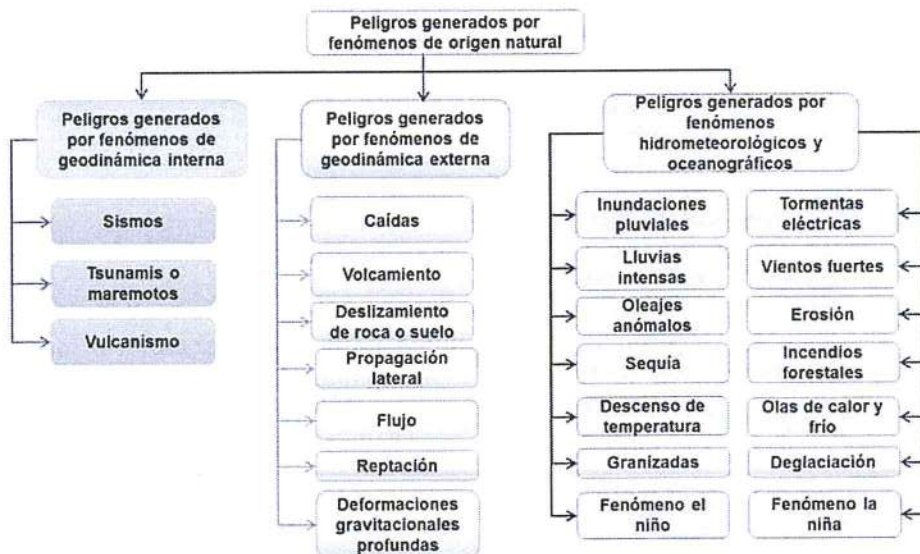 Peligros generados por
fenómenos de origen natural
Peligros generados
por fenómenos de
geodinámica interna
Sismos
Tsunamis o
maremotos
Vulcanismo
Peligros generados
por fenómenos de
geodinámica externa
Caídas
Volcamiento
Deslizamiento
de roca o suelo
Propagación
lateral
Flujo
Reptación
Deformaciones
gravitacionales
profundas
Peligros generados por
fenómenos
hidrometeorológicos y
oceanográficos
Inundaciones
pluviales
Lluvias
intensas
Oleajes
anómalos
Sequía
Descenso de
temperatura
Granizadas
Fenómeno el
niño
Tormentas
eléctricas
Vientos fuertes
Erosión
Incendios
forestales
Olas de calor y
frío
Deglaciación
Fenómeno la
niña